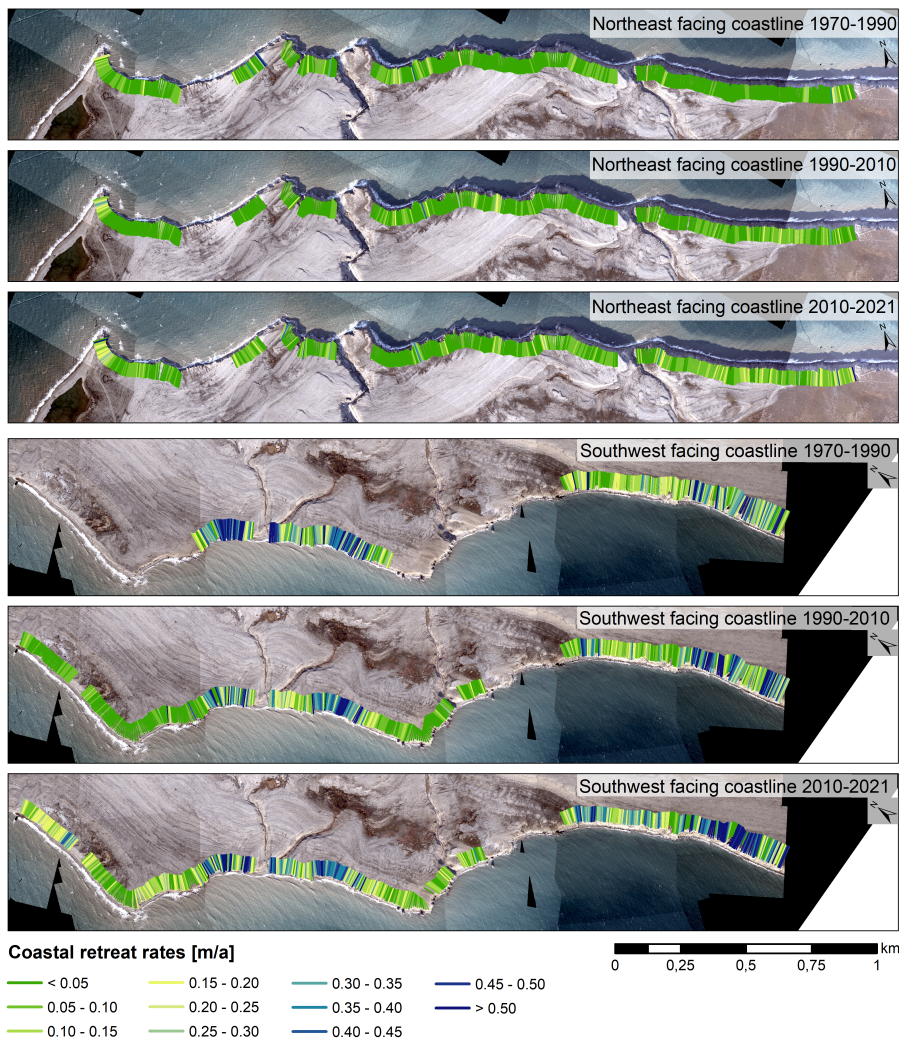 Northeast facing coastline 1970-1990
N
Northeast facing coastline 1990-2010
N
Northeast facing coastline 2010-2021
N
Southwest facing coastline 1970-1990
N
Southwest facing coastline 1990-2010
N
Southwest facing coastline 2010-2021
N
Coastal retreat rates [m/a]
< 0.05
0.05 - 0.10
0.10 - 0.15
0.15 - 0.20
0.20 - 0.25
0.25 - 0.30
0.30 - 0.35
0.35 - 0.40
0.40 - 0.45
0.45 - 0.50
> 0.50
km
0 0,25 0,5 0,75 1